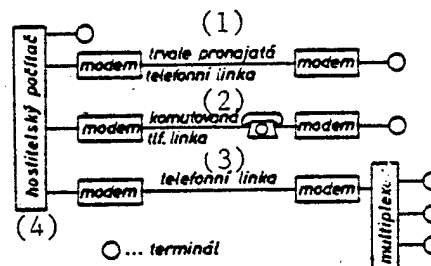 (1)
trvale pronajatá
modem
modem
telefonní linka
hostitelský počítač
(2)
komutovaná
modem
modem
tlf. linka
(3)
telefonní linka
modem
modem
(4)
multiplex
... terminál